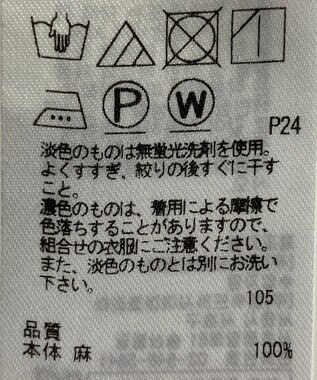 P W
P24
淡色のものは無蛍光洗剤を使用。
よくすすぎ、絞りの後すぐに干す
こと。
濃色のものは、着用による摩擦で
色落ちすることがありますので、
組合せの衣服にご注意ください。
また、淡色のものとは別にお洗い
下さい。
105
品質
本体 麻 100%